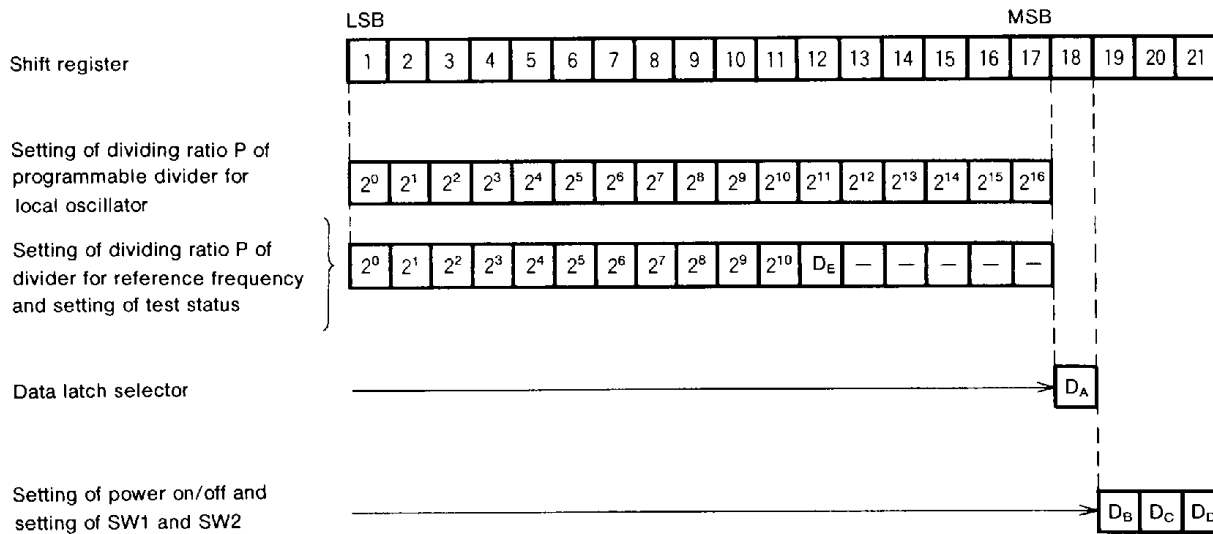 LSB MSB
Shift register 1 2 3 4 5 6 7 8 9 10 11 12 13 14 15 16 17 18 19 20 21
Setting of dividing ratio P of
programmable divider for
local oscillator
2⁰ 2¹ 2² 2³ 2⁴ 2⁵ 2⁶ 2⁷ 2⁸ 2⁹ 2¹⁰ 2¹¹ 2¹² 2¹³ 2¹⁴ 2¹⁵ 2¹⁶
Setting of dividing ratio P of
divider for reference frequency
and setting of test status
2⁰ 2¹ 2² 2³ 2⁴ 2⁵ 2⁶ 2⁷ 2⁸ 2⁹ 2¹⁰ D_E — — — — —
Data latch selector D_A
Setting of power on/off and
setting of SW1 and SW2
D_B D_C D_D